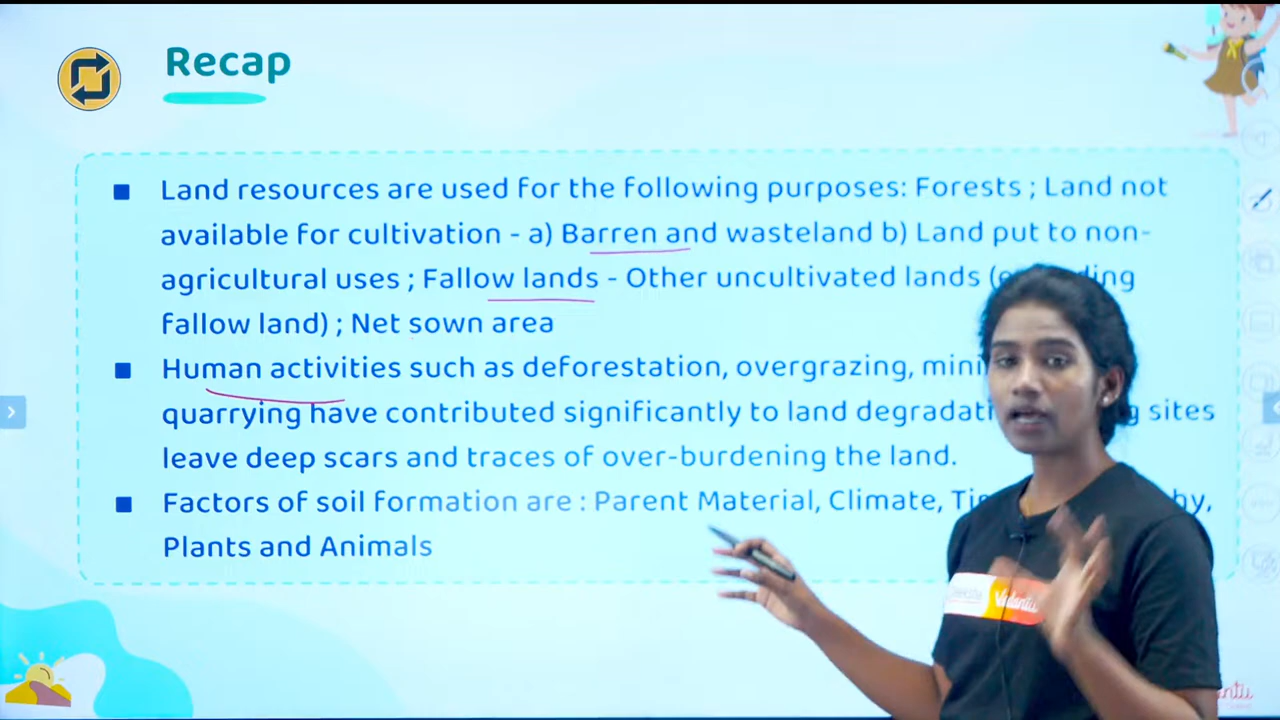 Recap
■ Land resources are used for the following purposes: Forests ; Land not
available for cultivation - a) Barren and wasteland b) Land put to non-
agricultural uses ; Fallow lands - Other uncultivated lands
fallow land) ; Net sown area
■ Human activities such as deforestation, overgrazing,
quarrying have contributed significantly to land sites
leave deep scars and traces of over-burdening the land.
■ Factors of soil formation are : Parent Material, Climate,
Plants and Animals
Vedantu